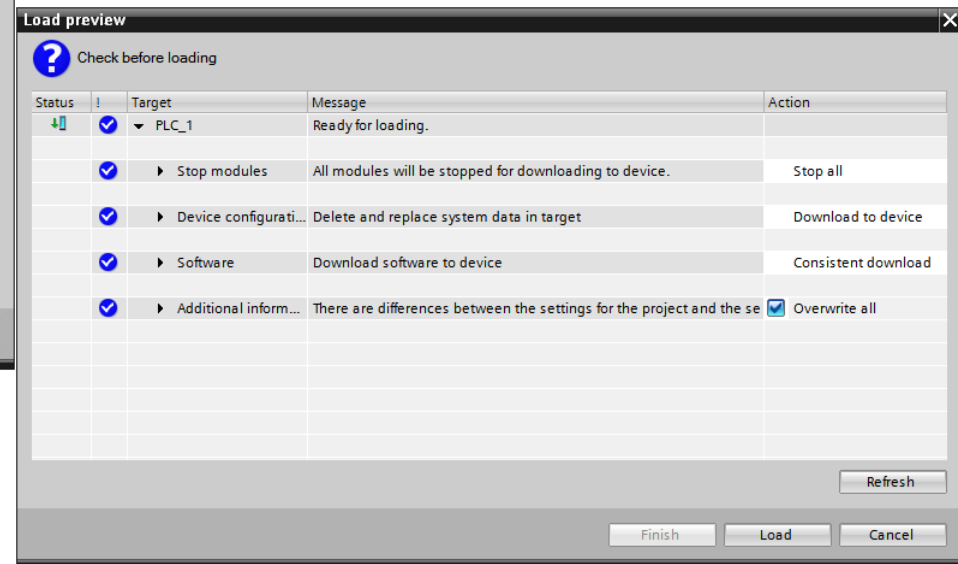 Load preview
Check before loading
Status ! Target Message Action
PLC_1 Ready for loading.
Stop modules All modules will be stopped for downloading to device. Stop all
Device configurati... Delete and replace system data in target Download to device
Software Download software to device Consistent download
Additional inform... There are differences between the settings for the project and the se Overwrite all
Refresh
Finish Load Cancel